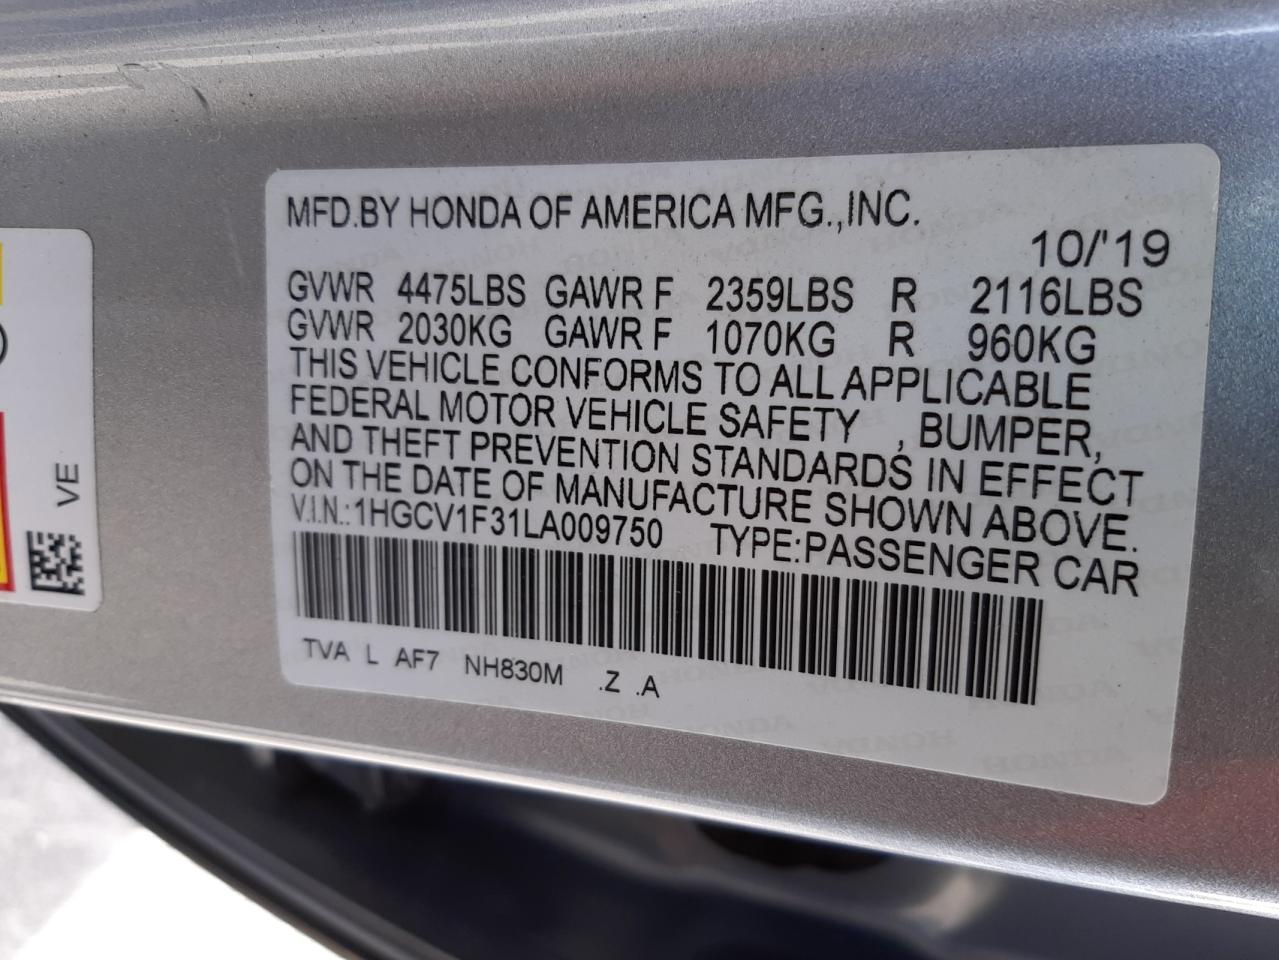 MFD.BY HONDA OF AMERICA MFG.,INC.
10/'19
GVWR 4475LBS GAWR F 2359LBS R 2116LBS
GVWR 2030KG GAWR F 1070KG R 960KG
THIS VEHICLE CONFORMS TO ALL APPLICABLE
FEDERAL MOTOR VEHICLE SAFETY , BUMPER,
AND THEFT PREVENTION STANDARDS IN EFFECT
ON THE DATE OF MANUFACTURE SHOWN ABOVE.
V.I.N.:1HGCV1F31LA009750 TYPE:PASSENGER CAR
TVA L AF7 NH830M .Z .A
VE